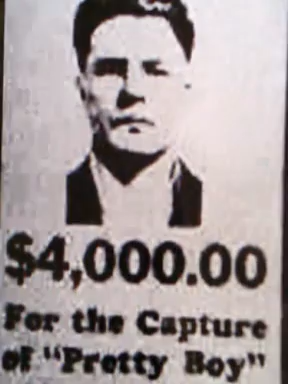 $4,000.00
For the Capture
of "Pretty Boy"